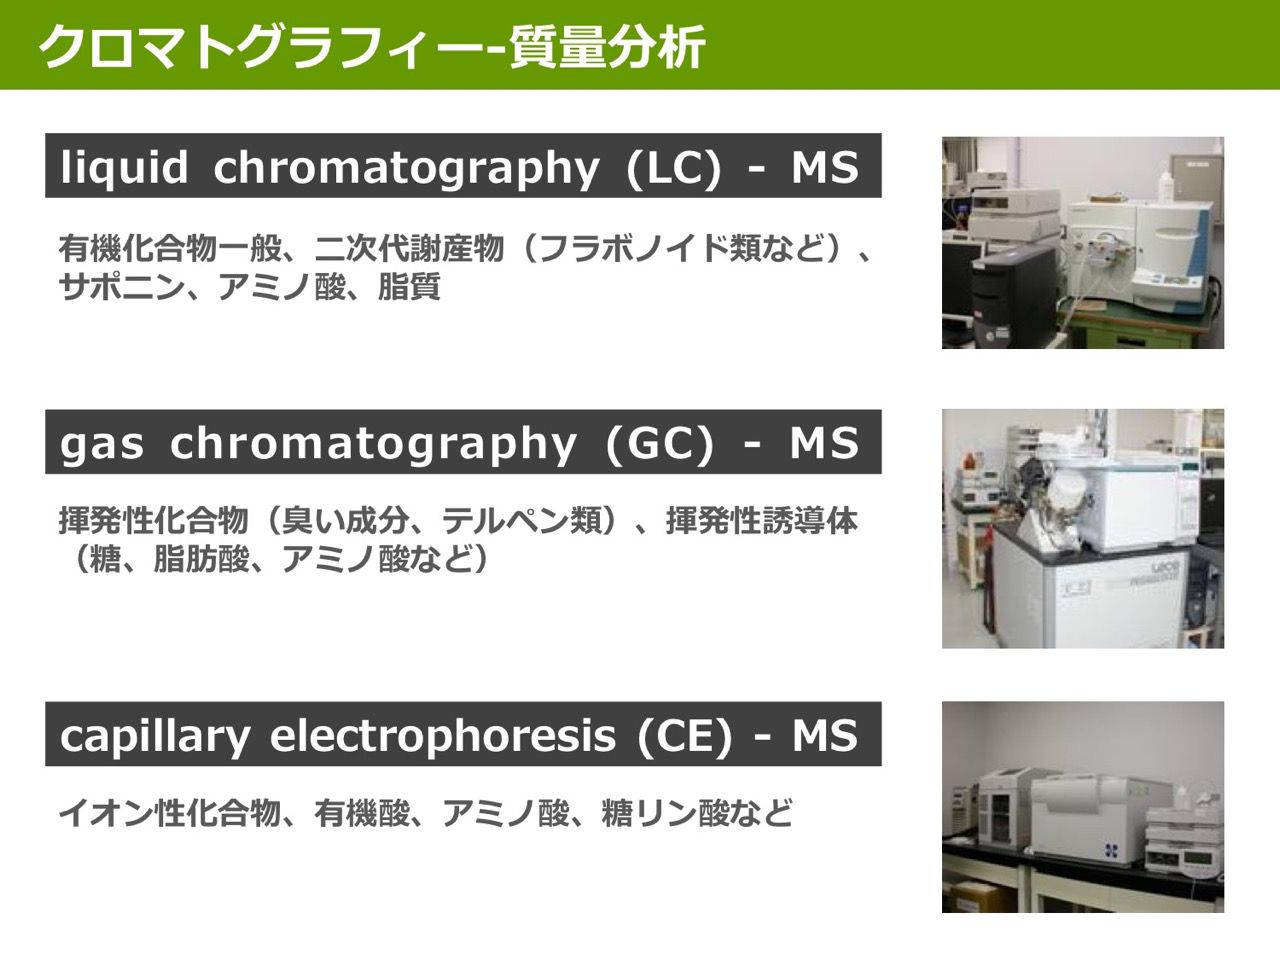 クロマトグラフィー-質量分析
liquid chromatography (LC) - MS
有機化合物一般、二次代謝産物（フラボノイド類など）、
サポニン、アミノ酸、脂質
gas chromatography (GC) - MS
揮発性化合物（臭い成分、テルペン類）、揮発性誘導体
（糖、脂肪酸、アミノ酸など）
LECO
capillary electrophoresis (CE) - MS
イオン性化合物、有機酸、アミノ酸、糖リン酸など